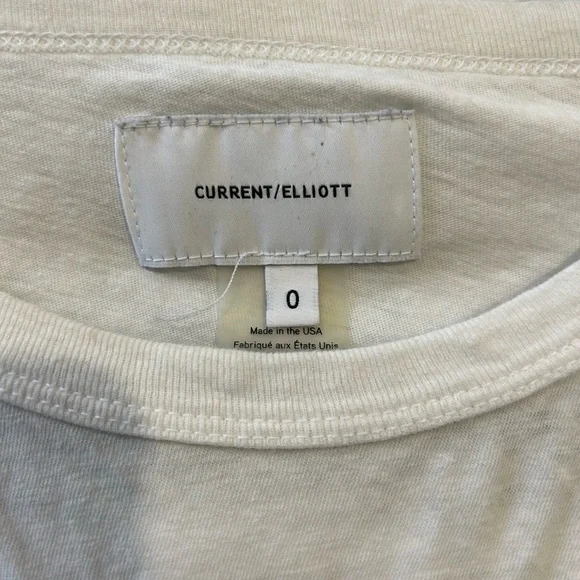 CURRENT/ELLIOTT
0
Made in the USA
Fabriqué aux États Unis